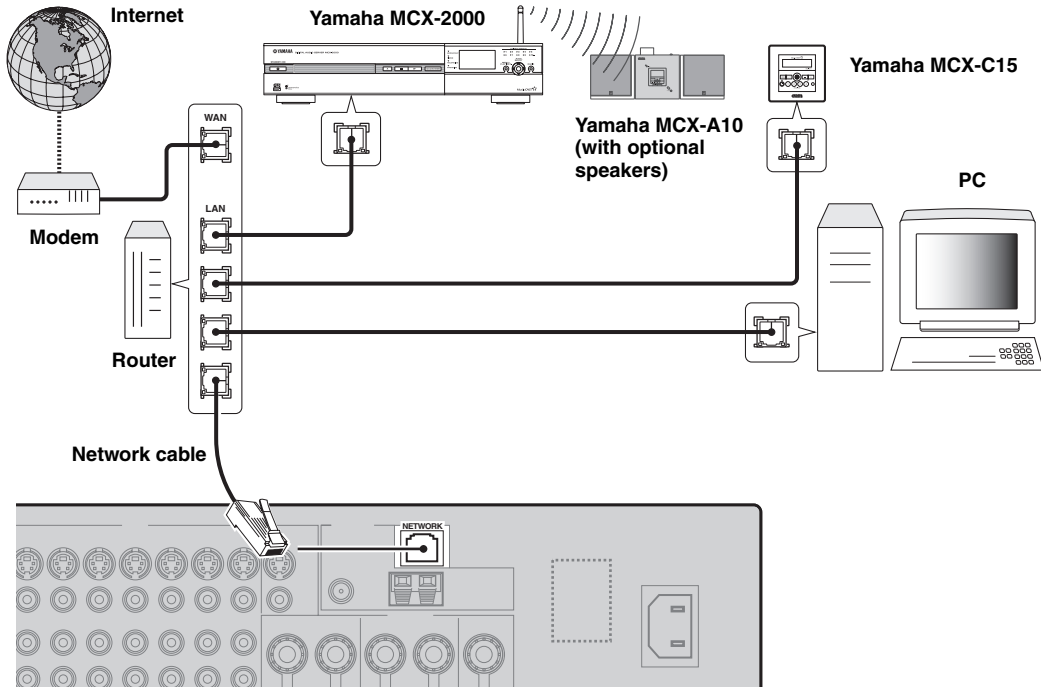 Internet
Yamaha MCX-2000
YAMAHA
Yamaha MCX-C15
Yamaha MCX-A10
(with optional
speakers)
PC
WAN
Modem
LAN
Router
Network cable
NETWORK